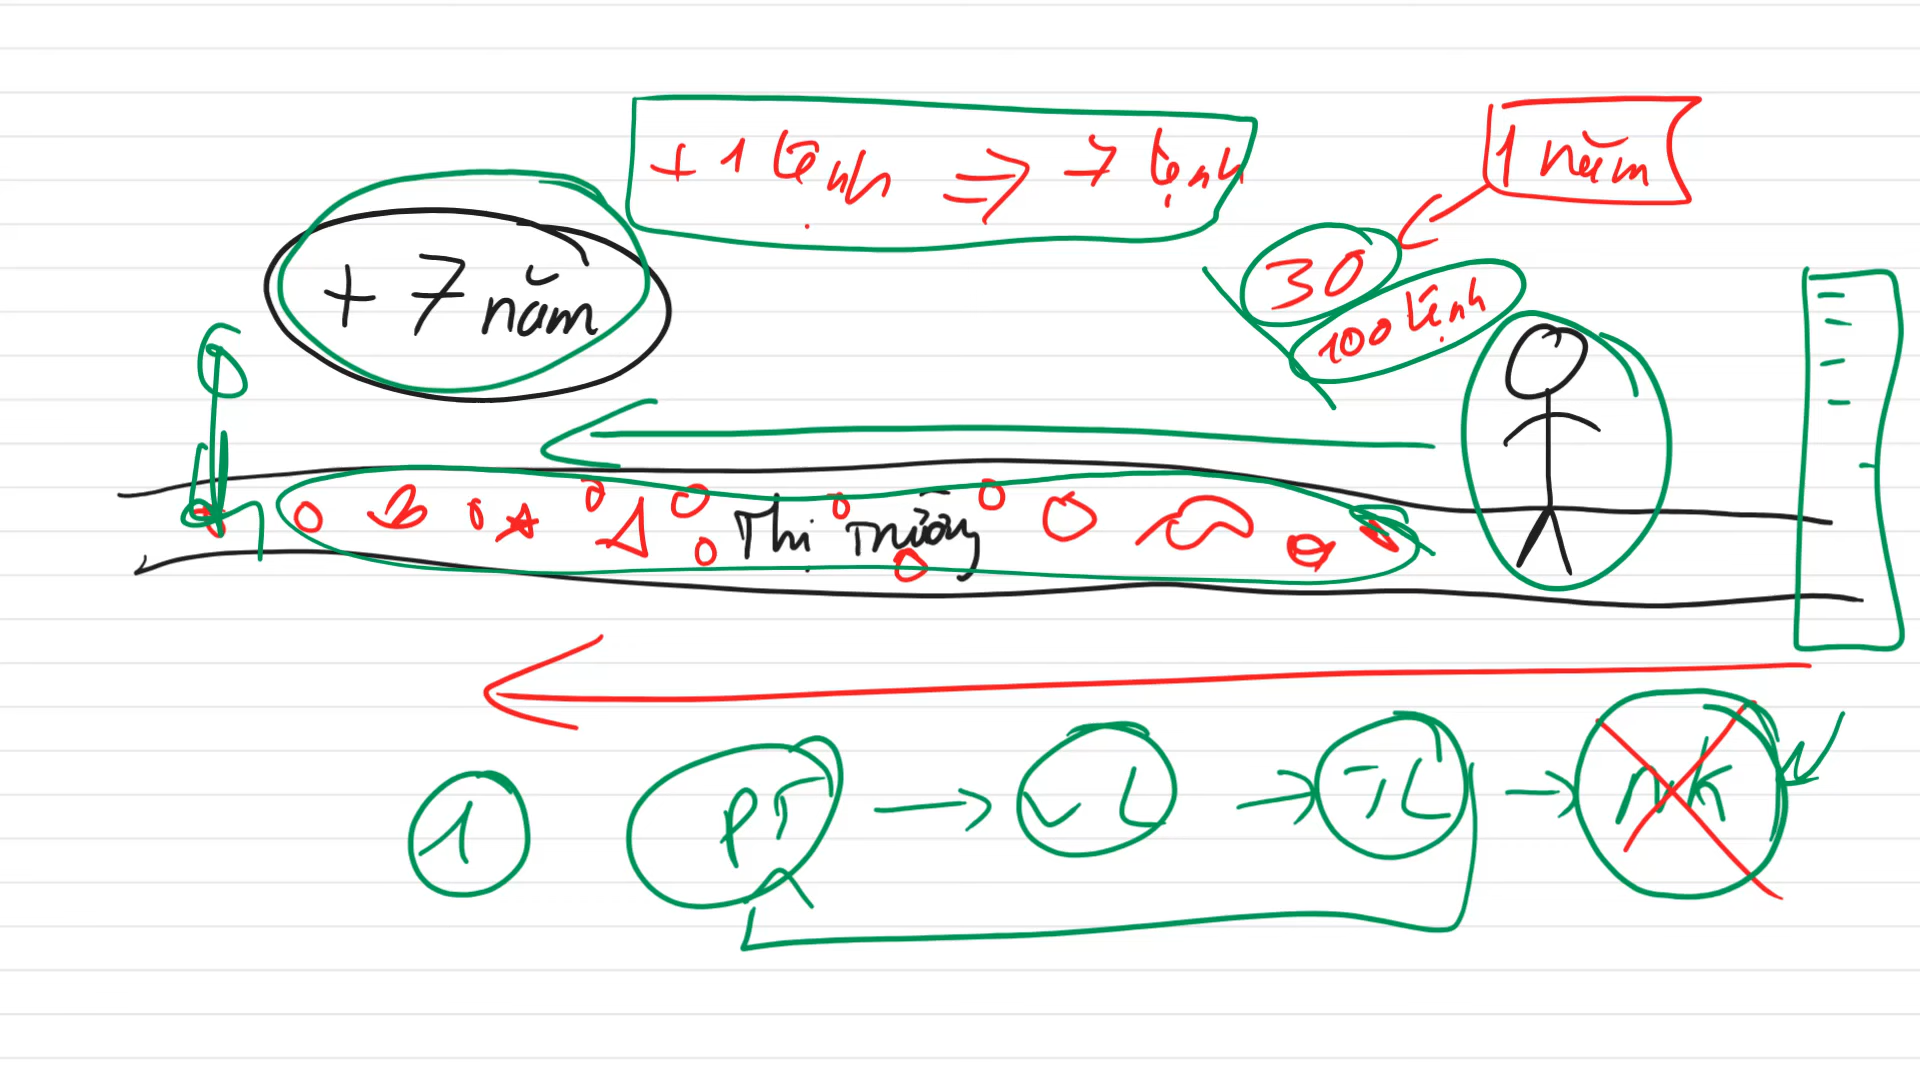 + 1 lệnh ⇒ 7 lệnh
1 năm
+ 7 năm
30
100 lệnh
Thị Trường
1
PT → VL → TL → NK